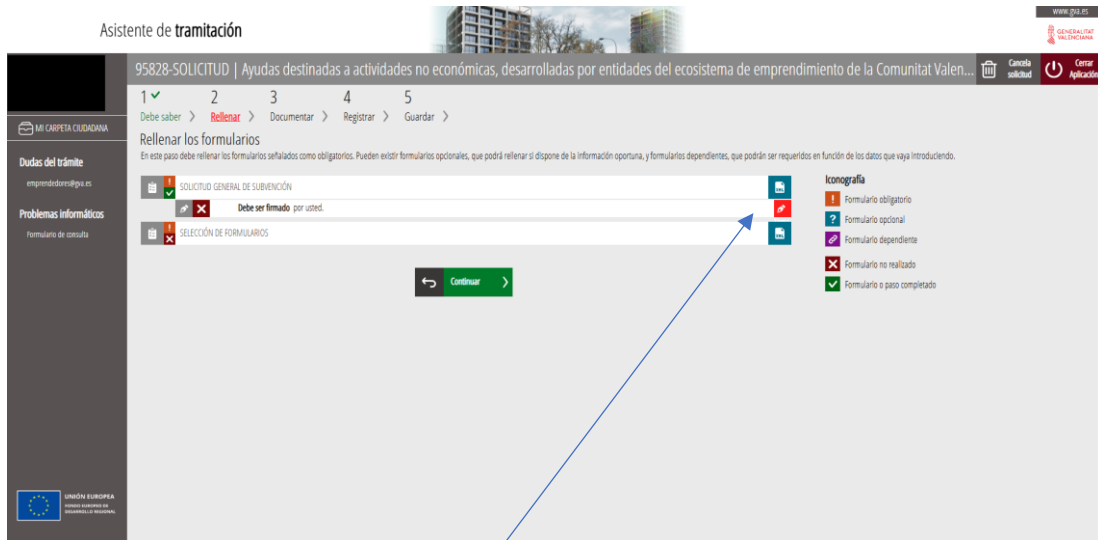 www.gva.es
Asistente de tramitación
GENERALITAT
VALENCIANA
95828-SOLICITUD | Ayudas destinadas a actividades no económicas, desarrolladas por entidades del ecosistema de emprendimiento de la Comunitat Valen...
Cancela
solicitud
Cerrar
Aplicación
1 2 3 4 5
Debe saber > Rellenar > Documentar > Registrar > Guardar >
MI CARPETA CIUDADANA
Rellenar los formularios
En este paso debe rellenar los formularios señalados como obligatorios. Pueden existir formularios opcionales, que podrá rellenar si dispone de la información oportuna, y formularios dependientes, que podrán ser requeridos en función de los datos que vaya introduciendo.
Dudas del trámite
emprendedores@gva.es
Problemas informáticos
Formulario de consulta
! SOLICITUD GENERAL DE SUBVENCIÓN
Debe ser firmado por usted.
! SELECCIÓN DE FORMULARIOS
Continuar >
Iconografía
! Formulario obligatorio
? Formulario opcional
Formulario dependiente
Formulario no realizado
Formulario o paso completado
UNIÓN EUROPEA
FONDO EUROPEO DE
DESARROLLO REGIONAL